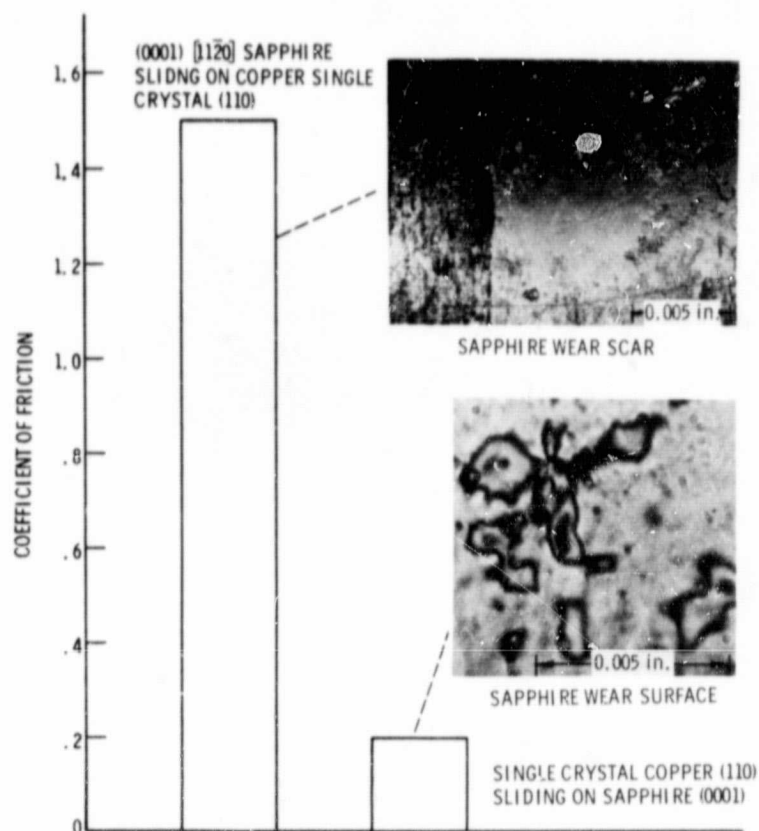 (0001) [112̄0] SAPPHIRE
SLIDNG ON COPPER SINGLE
CRYSTAL (110)
1.6
1.4
1.2
1.0
.8
.6
.4
.2
0
COEFFICIENT OF FRICTION
0.005 in.
SAPPHIRE WEAR SCAR
0.005 in.
SAPPHIRE WEAR SURFACE
SINGLE CRYSTAL COPPER (110)
SLIDING ON SAPPHIRE (0001)